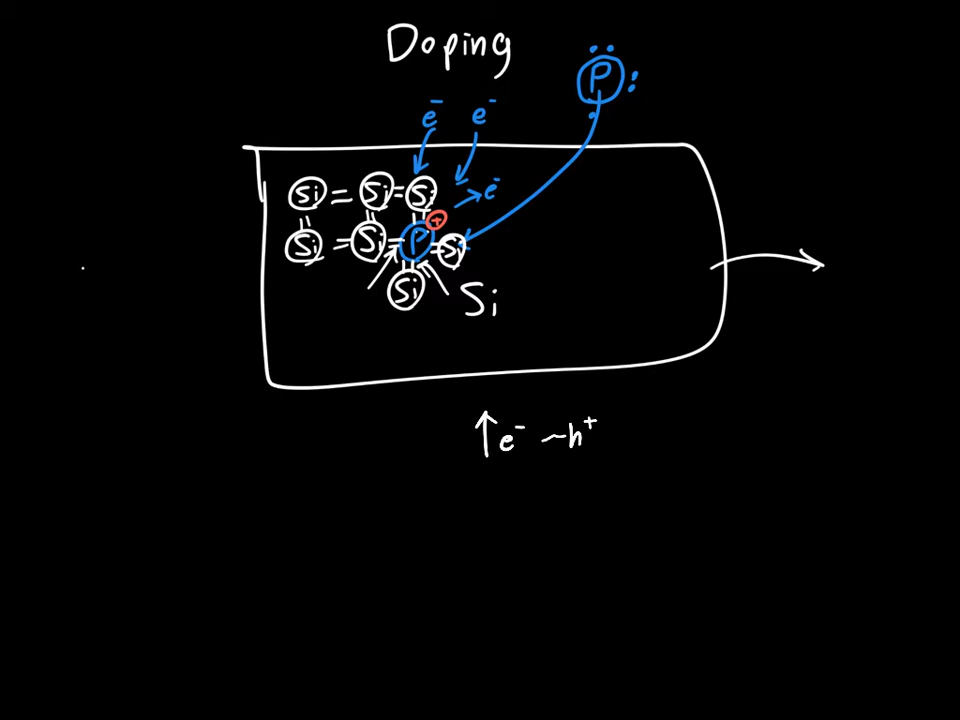 Doping
P
e⁻ e⁻
Si = Si = Si → e⁻
+
Si = Si = P = Si
Si
Si
↑e⁻ ~h⁺